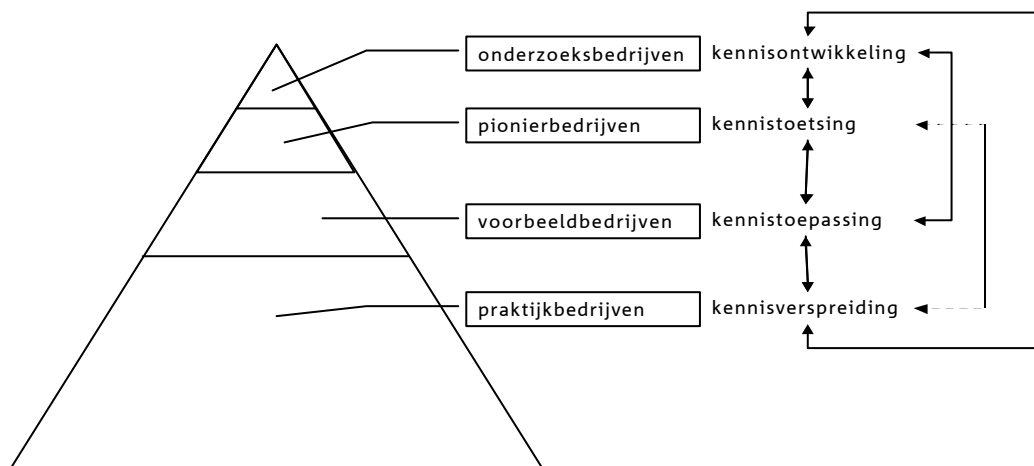 onderzoeksbedrijven kennisontwikkeling
pionierbedrijven kennistoetsing
voorbeeldbedrijven kennistoepassing
praktijkbedrijven kennisverspreiding